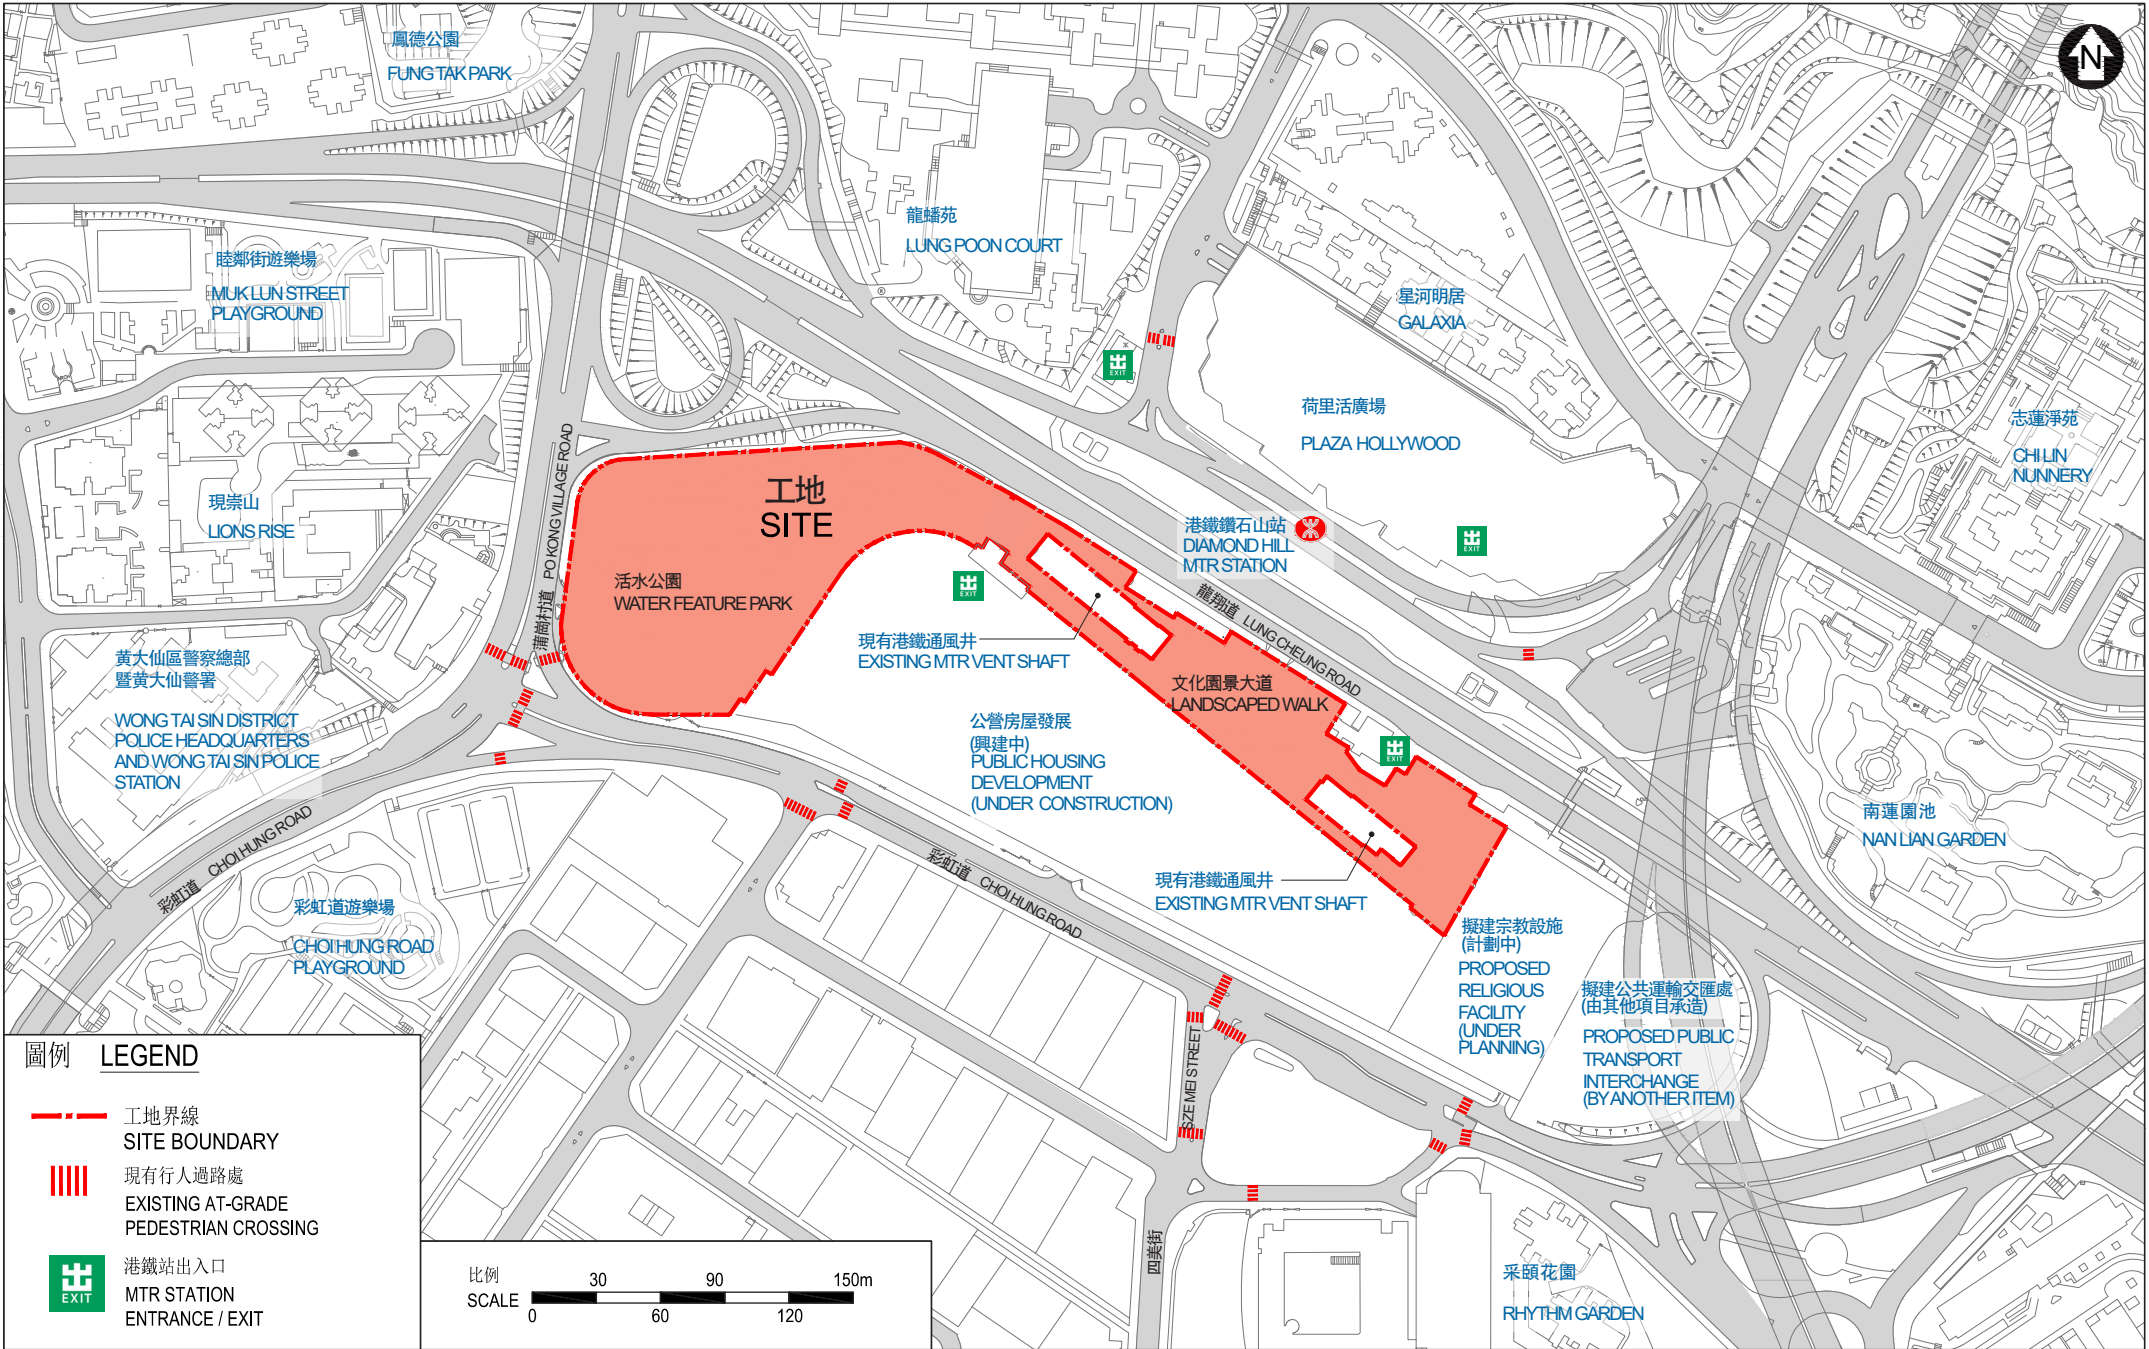 鳳德公園
FUNG TAK PARK
N
龍蟠苑
LUNG POON COURT
睦鄰街遊樂場
MUK LUN STREET
PLAYGROUND
星河明居
GALAXIA
出
EXIT
荷里活廣場
PLAZA HOLLYWOOD
志蓮淨苑
CHI LIN
NUNNERY
現崇山
LIONS RISE
蒲崗村道 PO KONG VILLAGE ROAD
工地
SITE
港鐵鑽石山站
DIAMOND HILL
MTR STATION
出
EXIT
活水公園
WATER FEATURE PARK
出
EXIT
龍翔道 LUNG CHEUNG ROAD
現有港鐵通風井
EXISTING MTR VENT SHAFT
黃大仙區警察總部
暨黃大仙警署
WONG TAI SIN DISTRICT
POLICE HEADQUARTERS
AND WONG TAI SIN POLICE
STATION
文化園景大道
LANDSCAPED WALK
公營房屋發展
(興建中)
PUBLIC HOUSING
DEVELOPMENT
(UNDER CONSTRUCTION)
出
EXIT
南蓮園池
NAN LIAN GARDEN
彩虹道 CHOI HUNG ROAD
彩虹道 CHOI HUNG ROAD
現有港鐵通風井
EXISTING MTR VENT SHAFT
彩虹道遊樂場
CHOI HUNG ROAD
PLAYGROUND
擬建宗教設施
(計劃中)
PROPOSED
RELIGIOUS
FACILITY
(UNDER
PLANNING)
擬建公共運輸交匯處
(由其他項目承造)
PROPOSED PUBLIC
TRANSPORT
INTERCHANGE
(BY ANOTHER ITEM)
SZE MEI STREET
四美街
采頤花園
RHYTHM GARDEN
圖例 LEGEND
工地界線
SITE BOUNDARY
現有行人過路處
EXISTING AT-GRADE
PEDESTRIAN CROSSING
出
EXIT
港鐵站出入口
MTR STATION
ENTRANCE / EXIT
比例
SCALE
30 90 150m
0 60 120